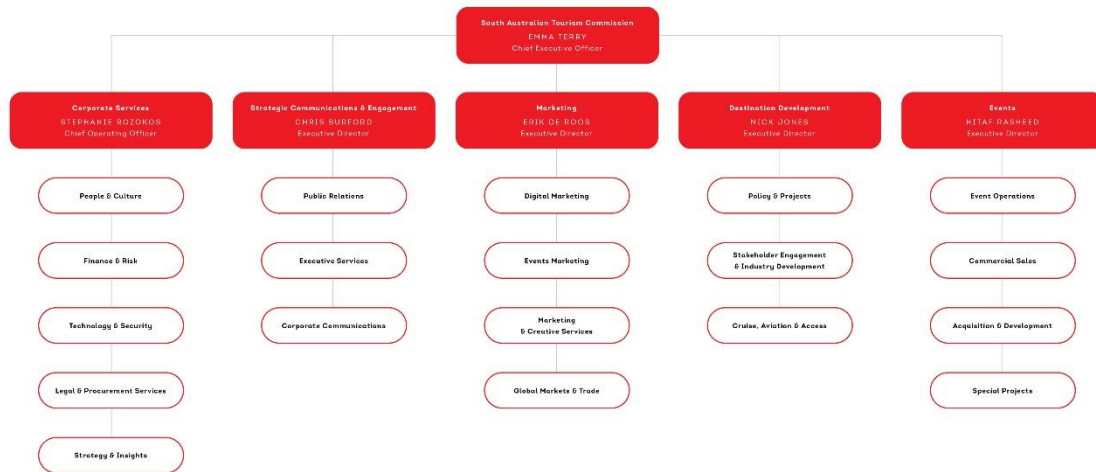 South Australian Tourism Commission
EMMA TERRY
Chief Executive Officer
Corporate Services
STEPHANIE ROZOKOS
Chief Operating Officer
Strategic Communications & Engagement
CHRIS BURFORD
Executive Director
Marketing
ERIK DE ROOS
Executive Director
Destination Development
NICK JONES
Executive Director
Events
HITAF RASHEED
Executive Director
People & Culture
Finance & Risk
Technology & Security
Legal & Procurement Services
Strategy & Insights
Public Relations
Executive Services
Corporate Communications
Digital Marketing
Events Marketing
Marketing
& Creative Services
Global Markets & Trade
Policy & Projects
Stakeholder Engagement
& Industry Development
Cruise, Aviation & Access
Event Operations
Commercial Sales
Acquisition & Development
Special Projects